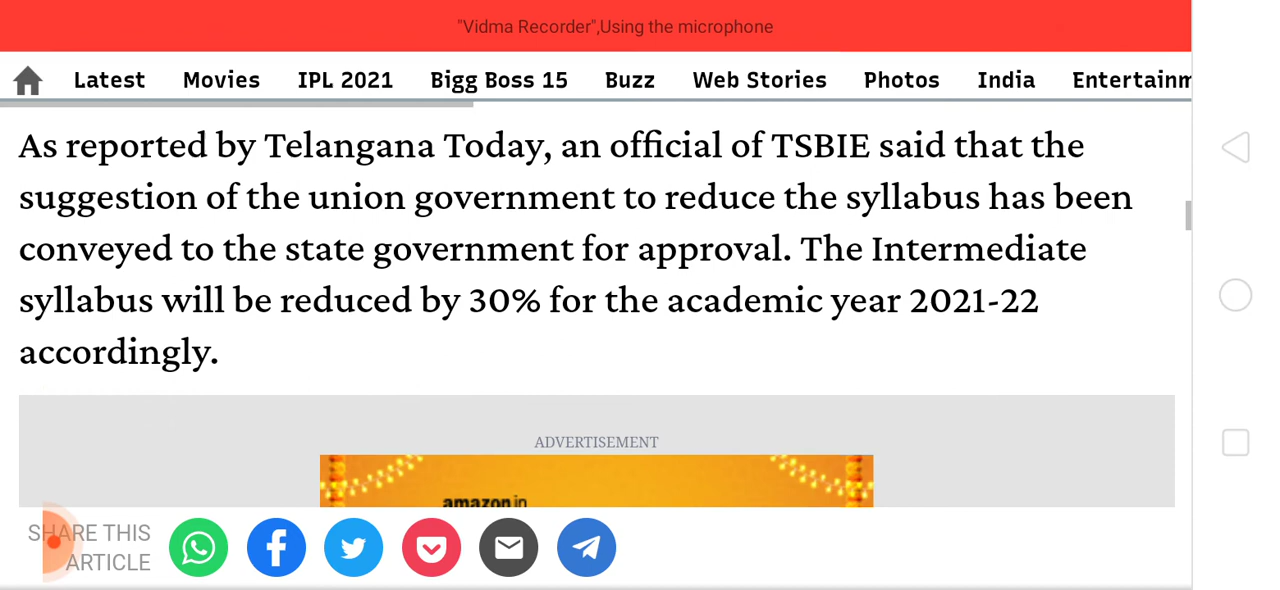 "Vidma Recorder",Using the microphone
Latest Movies IPL 2021 Bigg Boss 15 Buzz Web Stories Photos India Entertainm
As reported by Telangana Today, an official of TSBIE said that the
suggestion of the union government to reduce the syllabus has been
conveyed to the state government for approval. The Intermediate
syllabus will be reduced by 30% for the academic year 2021-22
accordingly.
ADVERTISEMENT
amazon.in
SHARE THIS
ARTICLE